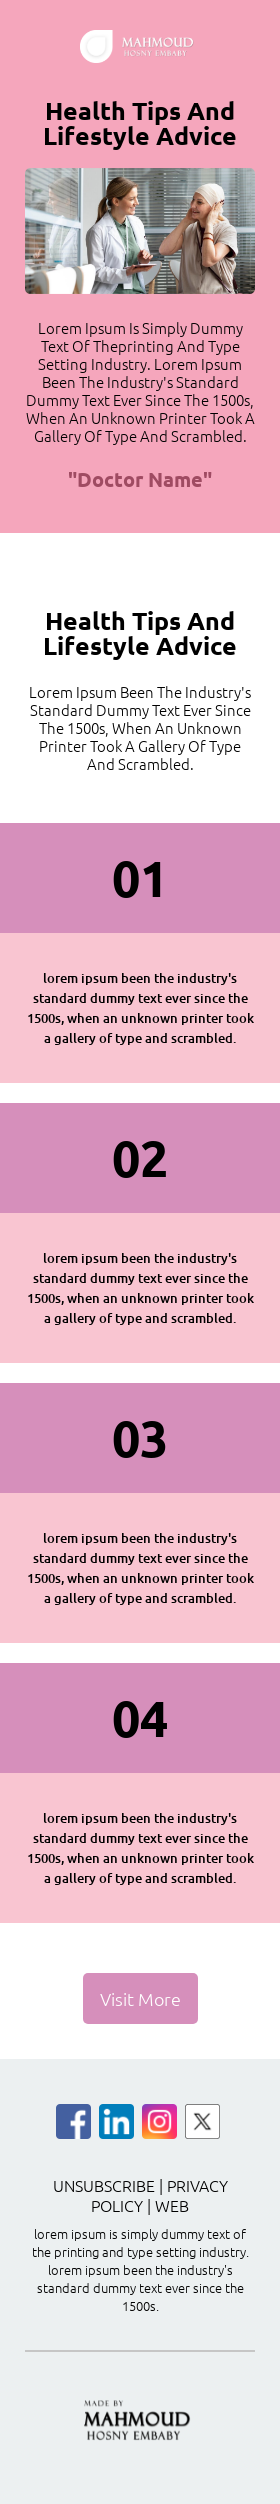 MAHMOUD
HOSNY EMBABY
Health Tips And
Lifestyle Advice
Lorem Ipsum Is Simply Dummy
Text Of Theprinting And Type
Setting Industry. Lorem Ipsum
Been The Industry's Standard
Dummy Text Ever Since The 1500s,
When An Unknown Printer Took A
Gallery Of Type And Scrambled.
"Doctor Name"
Health Tips And
Lifestyle Advice
Lorem Ipsum Been The Industry's
Standard Dummy Text Ever Since
The 1500s, When An Unknown
Printer Took A Gallery Of Type
And Scrambled.
01
lorem ipsum been the industry's
standard dummy text ever since the
1500s, when an unknown printer took
a gallery of type and scrambled.
02
lorem ipsum been the industry's
standard dummy text ever since the
1500s, when an unknown printer took
a gallery of type and scrambled.
03
lorem ipsum been the industry's
standard dummy text ever since the
1500s, when an unknown printer took
a gallery of type and scrambled.
04
lorem ipsum been the industry's
standard dummy text ever since the
1500s, when an unknown printer took
a gallery of type and scrambled.
Visit More
UNSUBSCRIBE | PRIVACY
POLICY | WEB
lorem ipsum is simply dummy text of
the printing and type setting industry.
lorem ipsum been the industry's
standard dummy text ever since the
1500s.
MADE BY
MAHMOUD
HOSNY EMBABY